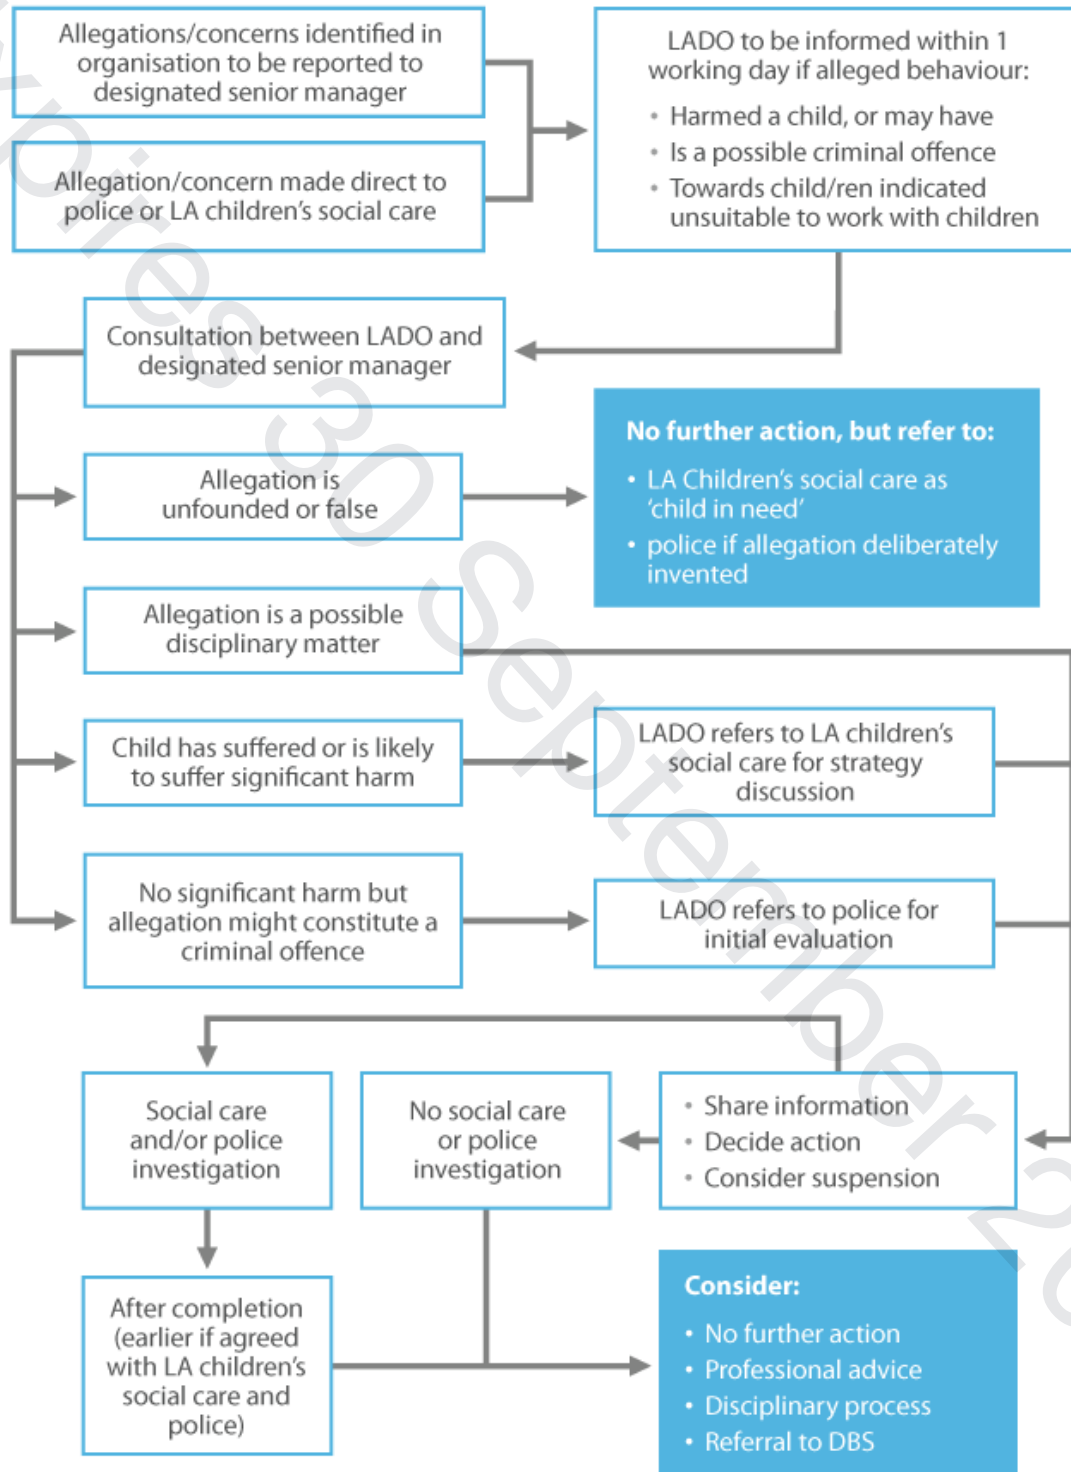 Allegations/concerns identified in
organisation to be reported to
designated senior manager
Allegation/concern made direct to
police or LA children's social care
LADO to be informed within 1
working day if alleged behaviour:
• Harmed a child, or may have
• Is a possible criminal offence
• Towards child/ren indicated
unsuitable to work with children
Consultation between LADO and
designated senior manager
Allegation is
unfounded or false
No further action, but refer to:
• LA Children's social care as
'child in need'
• police if allegation deliberately
invented
Allegation is a possible
disciplinary matter
Child has suffered or is likely
to suffer significant harm
LADO refers to LA children's
social care for strategy
discussion
No significant harm but
allegation might constitute a
criminal offence
LADO refers to police for
initial evaluation
Social care
and/or police
investigation
No social care
or police
investigation
• Share information
• Decide action
• Consider suspension
After completion
(earlier if agreed
with LA children's
social care and
police)
Consider:
• No further action
• Professional advice
• Disciplinary process
• Referral to DBS
30 September